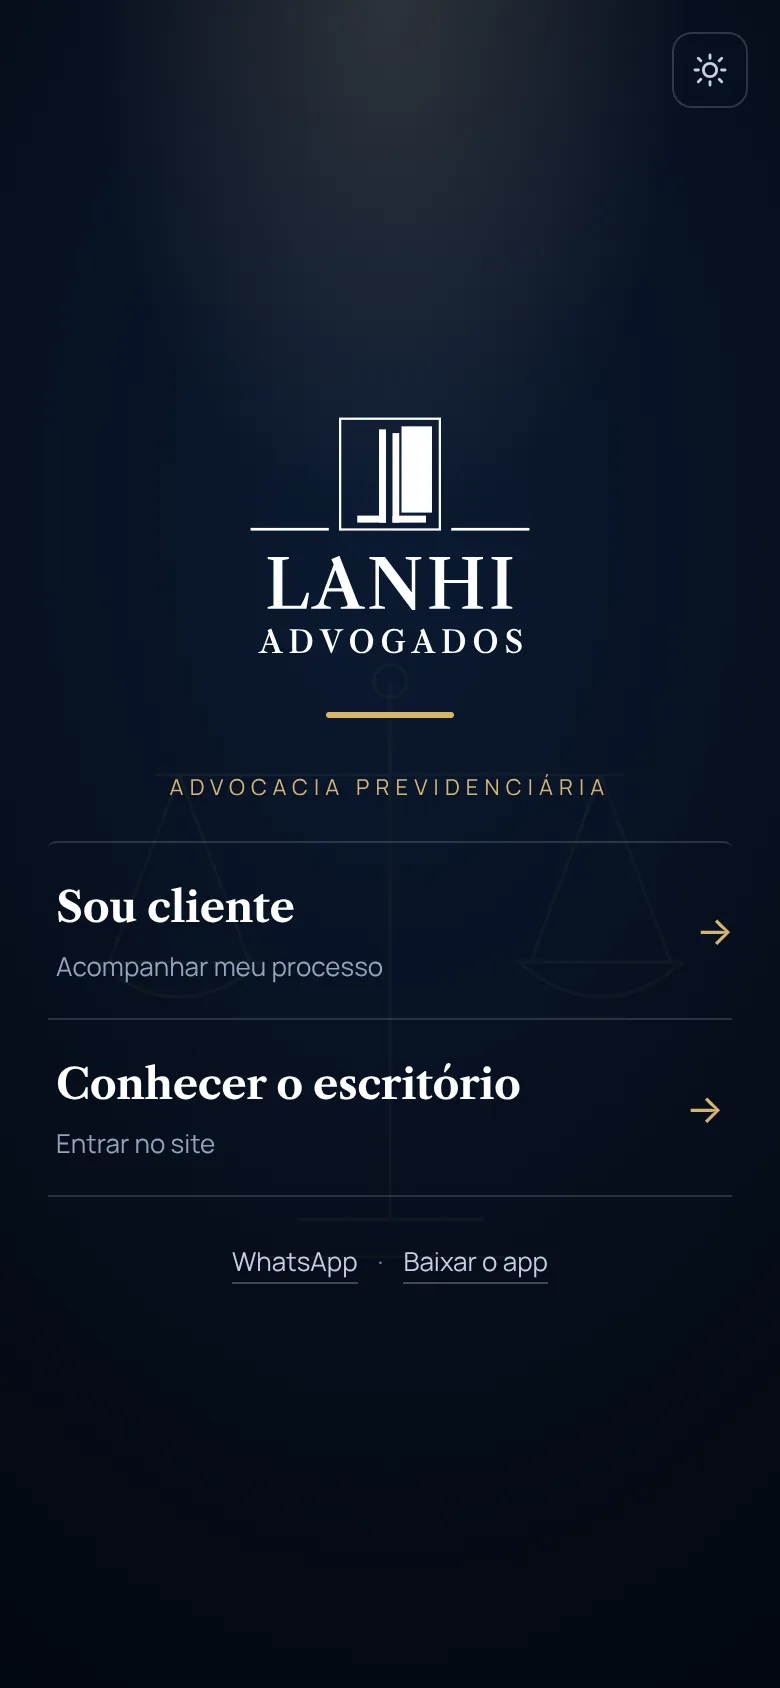 LANHI
ADVOGADOS
ADVOCACIA PREVIDENCIÁRIA
Sou cliente
Acompanhar meu processo
Conhecer o escritório
Entrar no site
WhatsApp · Baixar o app